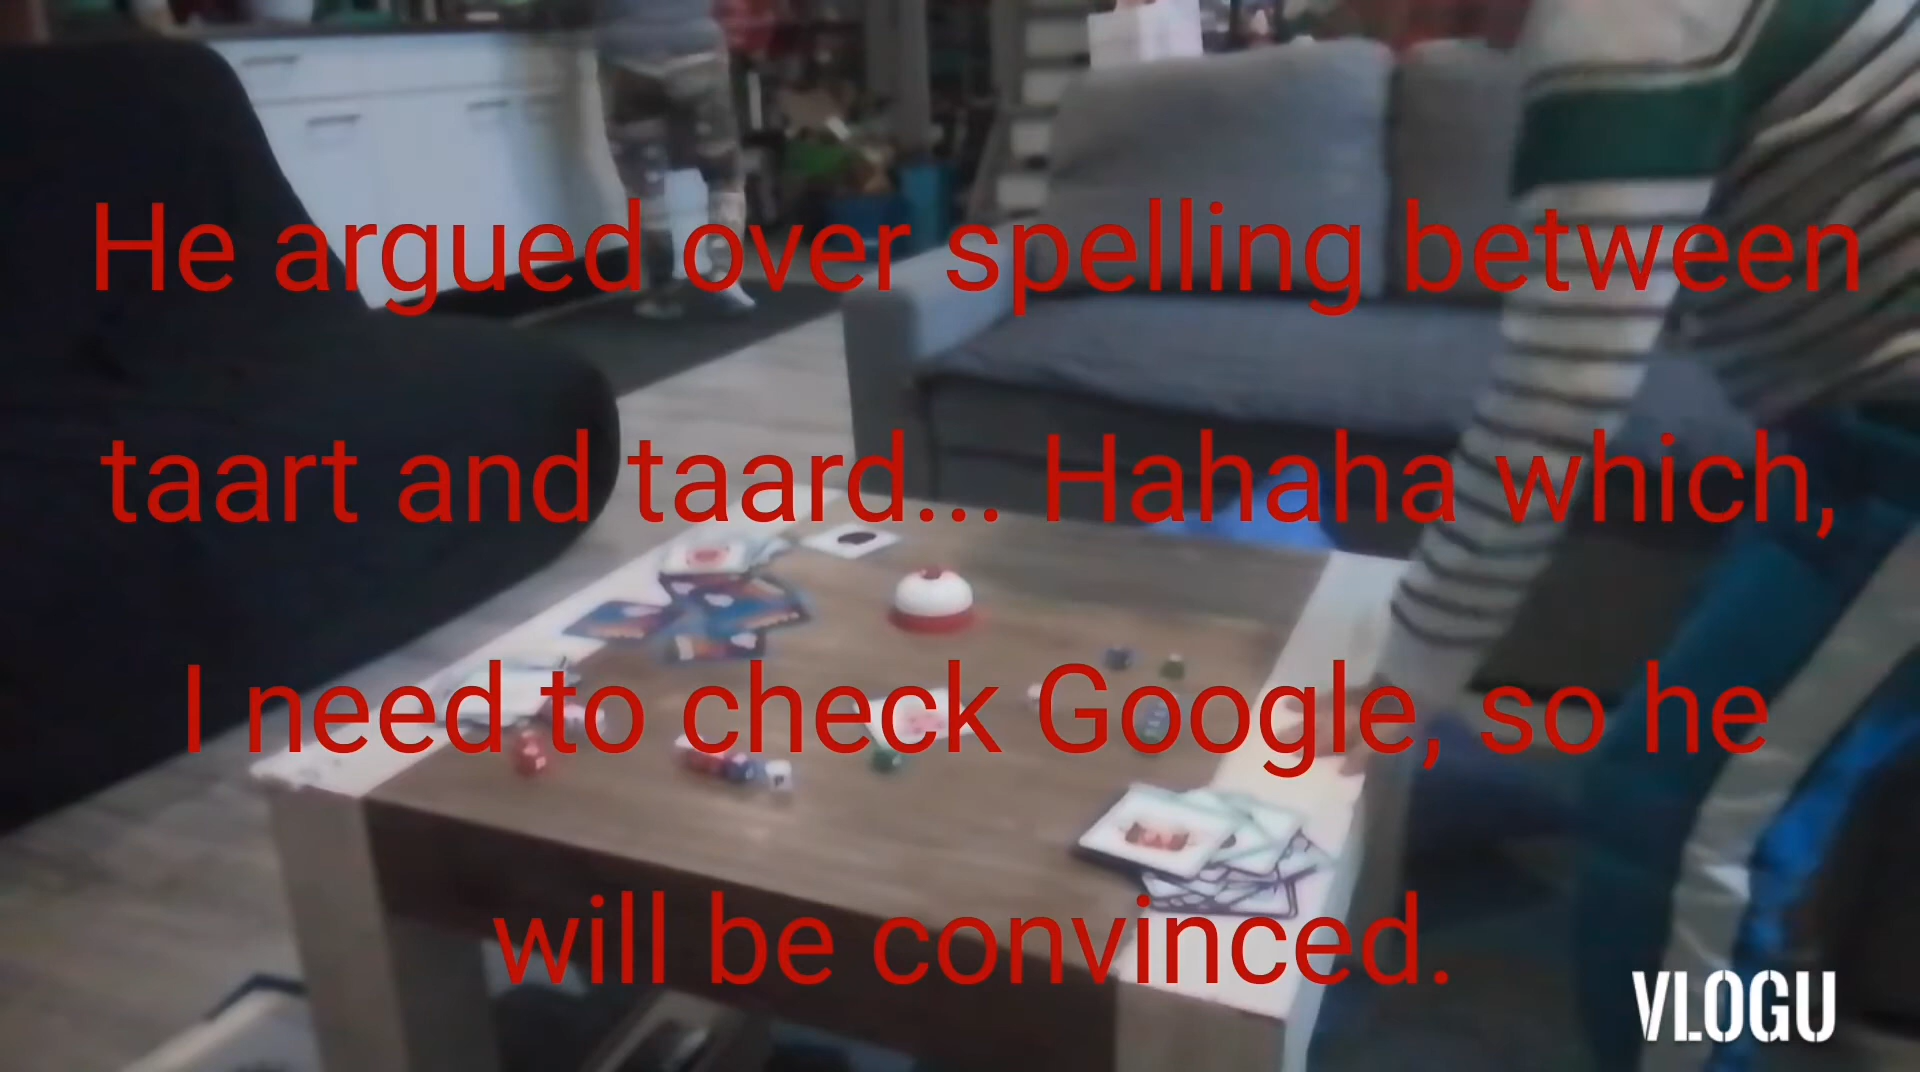 He argued over spelling between
taart and taard... Hahaha which,
I need to check Google, so he
will be convinced.
VLOGU